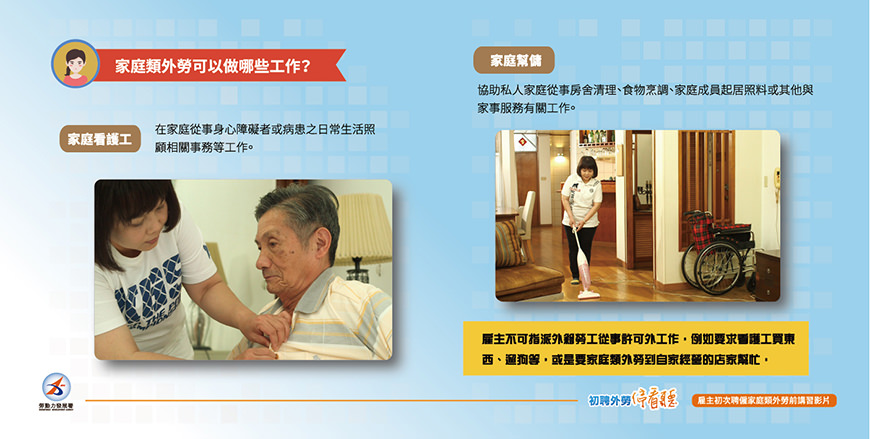 家庭類外勞可以做哪些工作？
家庭看護工
在家庭從事身心障礙者或病患之日常生活照
顧相關事務等工作。
家庭幫傭
協助私人家庭從事房舍清理、食物烹調、家庭成員起居照料或其他與
家事服務有關工作。
雇主不可指派外籍勞工從事許可外工作，例如要求看護工買東
西、遛狗等，或是要家庭類外勞到自家經營的店家幫忙。
勞動力發展署
初聘外勞停看聽
雇主初次聘僱家庭類外勞前講習影片